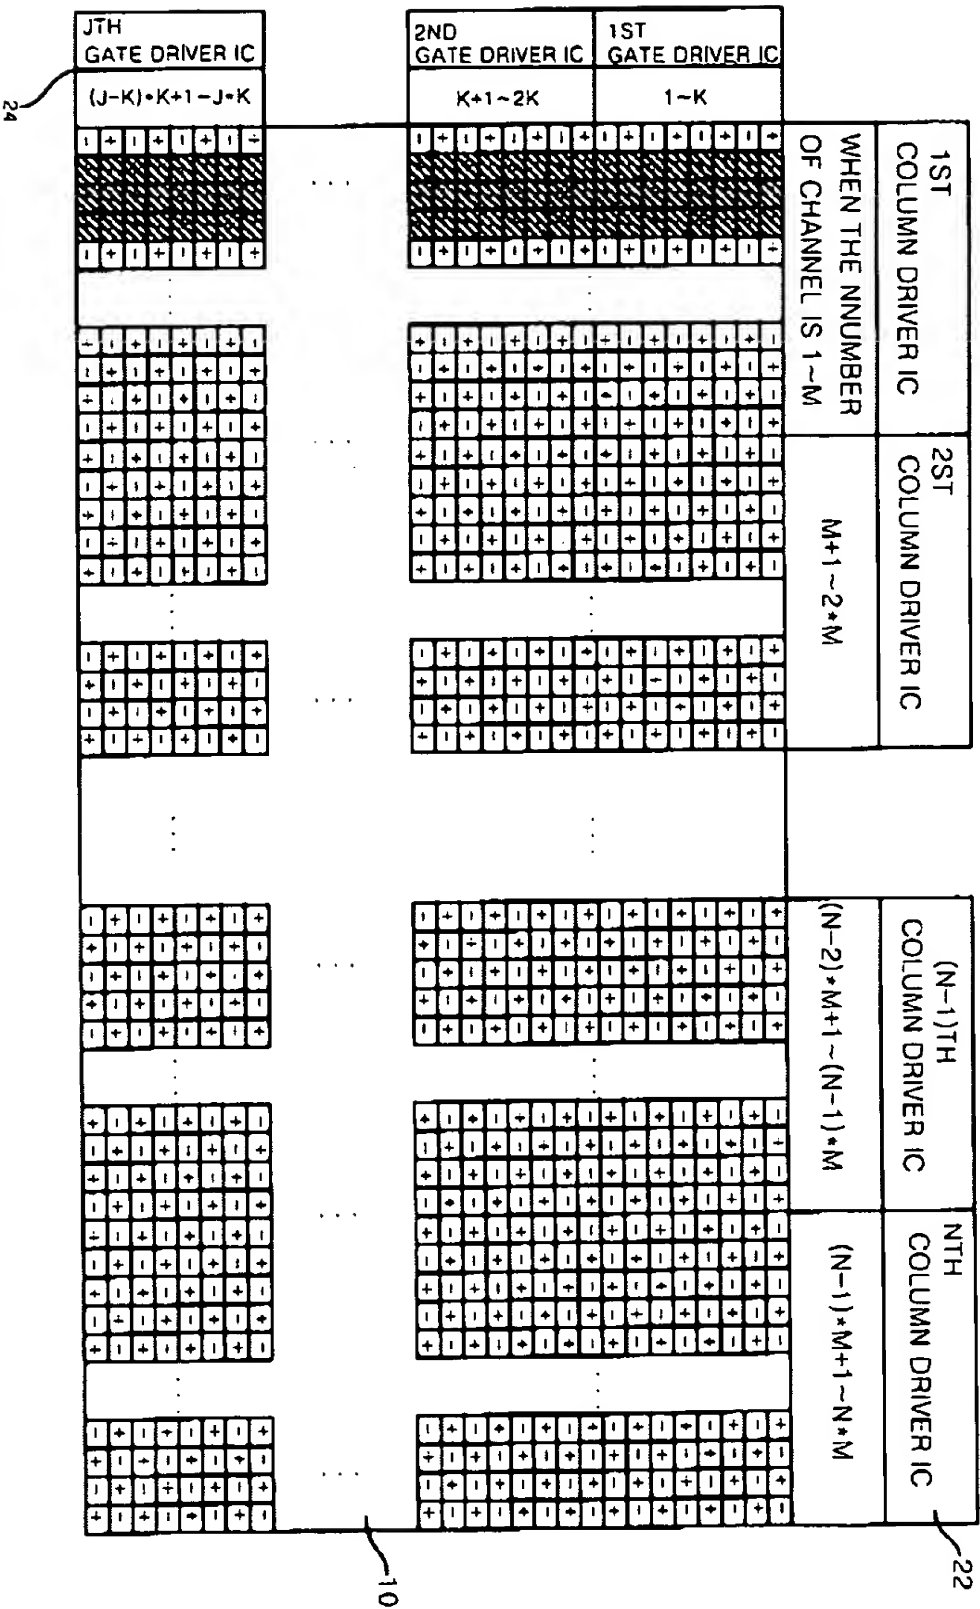 1ST
COLUMN DRIVER IC
2ST
COLUMN DRIVER IC
(N-1)TH
COLUMN DRIVER IC
NTH
COLUMN DRIVER IC
22
WHEN THE NNUMBER
OF CHANNEL IS 1~M
M+1~2*M
(N-2)*M+1~(N-1)*M
(N-1)*M+1~N*M
1ST
GATE DRIVER IC
1~K
2ND
GATE DRIVER IC
K+1~2K
JTH
GATE DRIVER IC
(J-K)*K+1-J*K
24
10